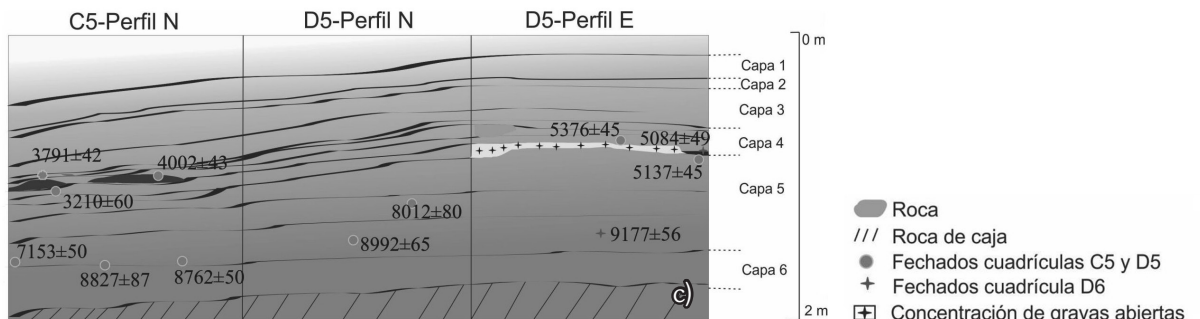 C5-Perfil N D5-Perfil N D5-Perfil E
0 m
Capa 1
Capa 2
Capa 3
5376±45 5084±49
Capa 4
3791±42 4002±43
5137±45
Capa 5
3210±60
8012±80
Roca
7153±50
8992±65
9177±56
Roca de caja
8827±87 8762±50
Capa 6
Fechados cuadrículas C5 y D5
Fechados cuadrícula D6
c)
2 m
Concentración de gravas abiertas